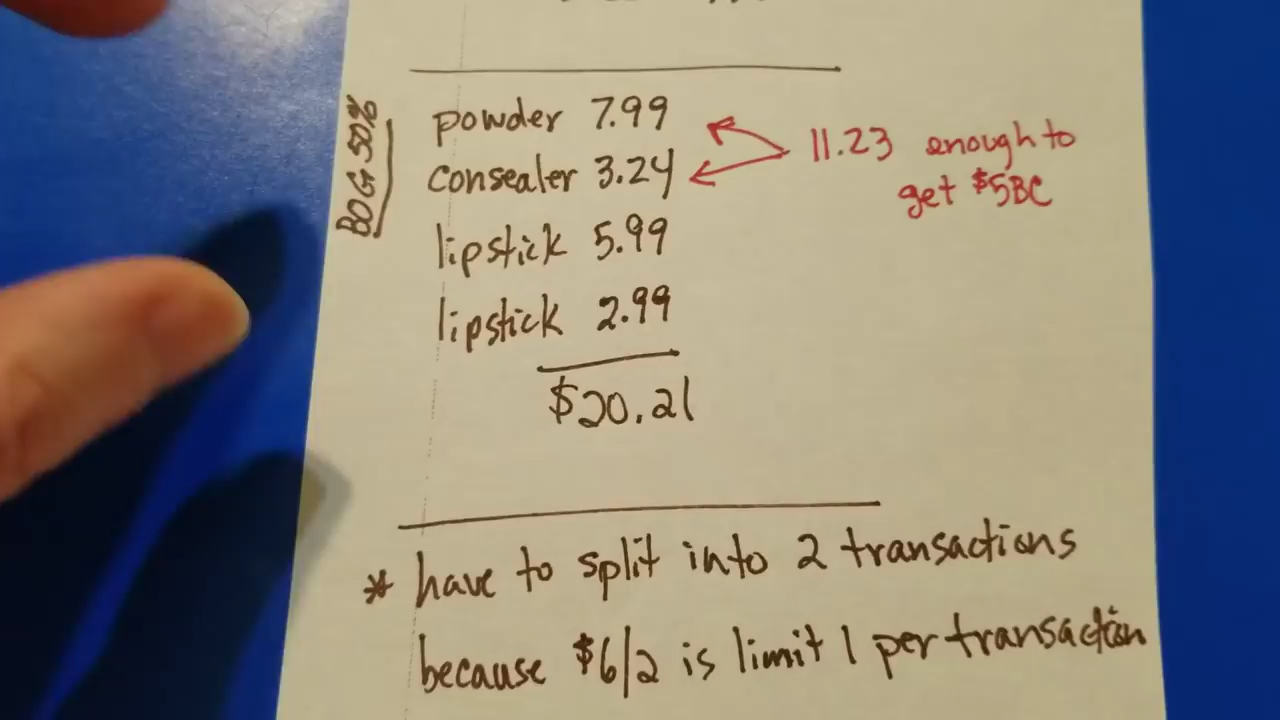 BOG 50%
powder 7.99
consealer 3.24
11.23 enough to
get $5BC
lipstick 5.99
lipstick 2.99
$20.21
* have to split into 2 transactions
because $6/2 is limit 1 per transaction